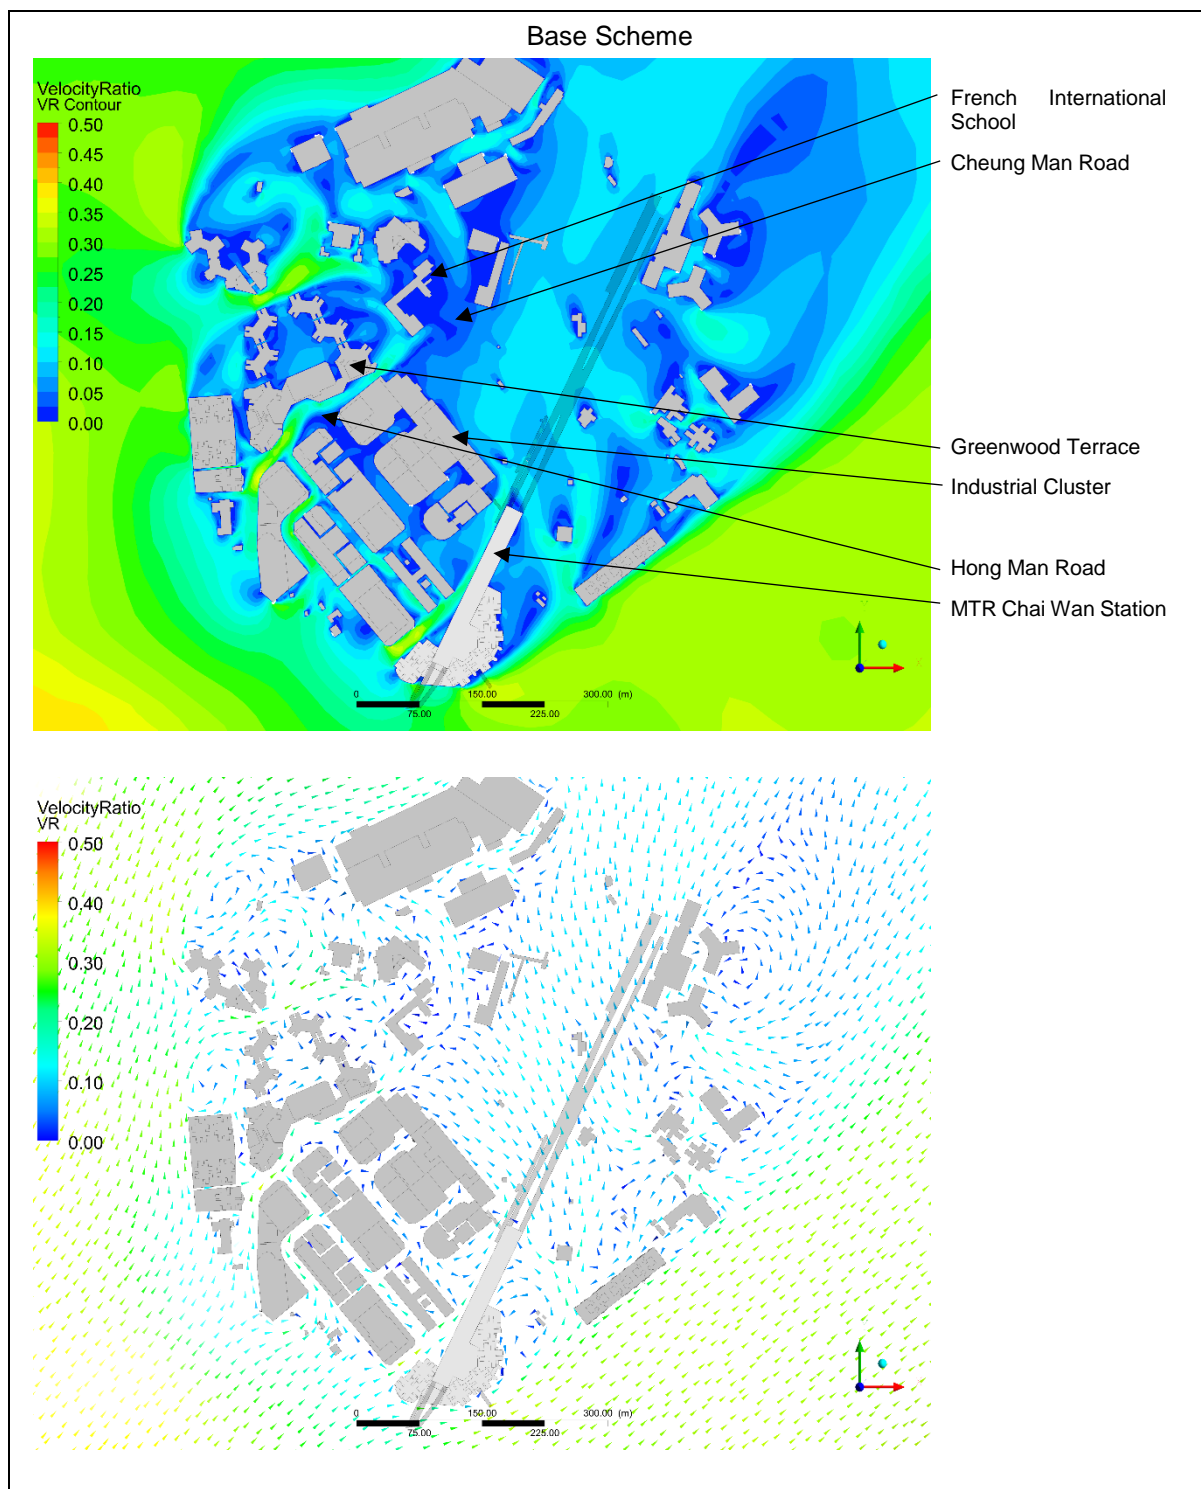 Base Scheme
VelocityRatio
VR Contour
0.50
0.45
0.40
0.35
0.30
0.25
0.20
0.15
0.10
0.05
0.00
French International
School
Cheung Man Road
Greenwood Terrace
Industrial Cluster
Hong Man Road
MTR Chai Wan Station
0 150.00 300.00 (m)
75.00 225.00
VelocityRatio
VR
0.50
0.40
0.30
0.20
0.10
0.00
0 150.00 300.00 (m)
75.00 225.00